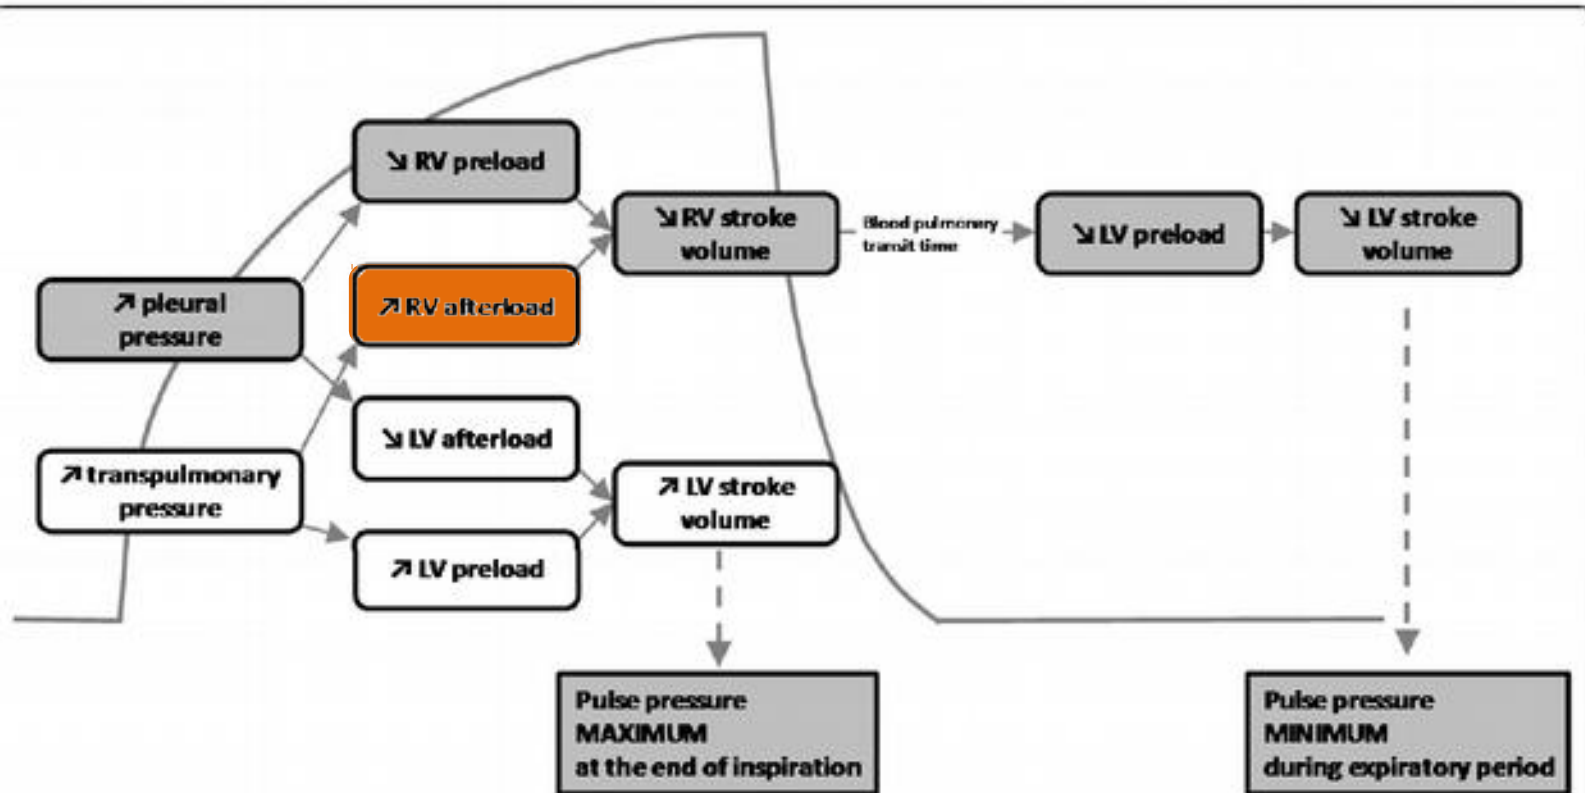 ↘ RV preload
↘ RV stroke
volume
Blood pulmonary
transit time
↘ LV preload
↘ LV stroke
volume
↗ pleural
pressure
↗ RV afterload
↘ LV afterload
↗ transpulmonary
pressure
↗ LV stroke
volume
↗ LV preload
Pulse pressure
MAXIMUM
at the end of inspiration
Pulse pressure
MINIMUM
during expiratory period